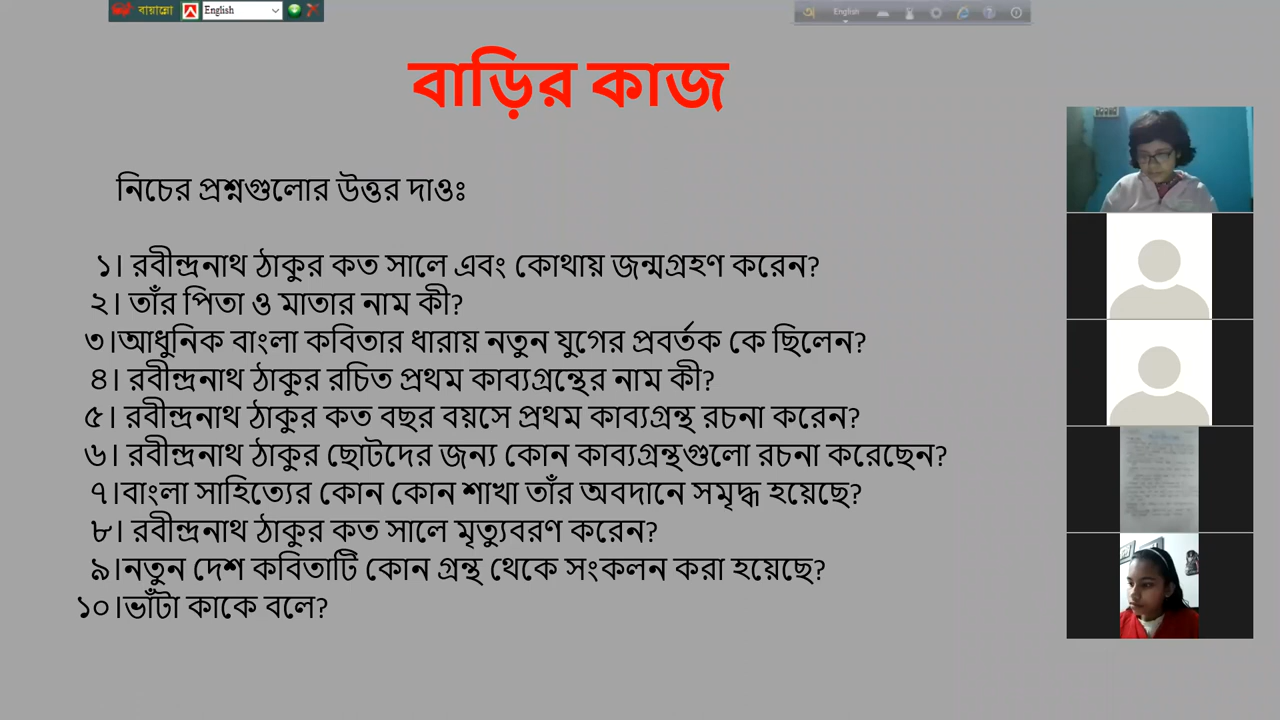 বায়ান্নো English
অ English
বাড়ির কাজ
নিচের প্রশ্নগুলোর উত্তর দাওঃ
১। রবীন্দ্রনাথ ঠাকুর কত সালে এবং কোথায় জন্মগ্রহণ করেন?
২। তাঁর পিতা ও মাতার নাম কী?
৩।আধুনিক বাংলা কবিতার ধারায় নতুন যুগের প্রবর্তক কে ছিলেন?
৪। রবীন্দ্রনাথ ঠাকুর রচিত প্রথম কাব্যগ্রন্থের নাম কী?
৫। রবীন্দ্রনাথ ঠাকুর কত বছর বয়সে প্রথম কাব্যগ্রন্থ রচনা করেন?
৬। রবীন্দ্রনাথ ঠাকুর ছোটদের জন্য কোন কাব্যগ্রন্থগুলো রচনা করেছেন?
৭।বাংলা সাহিত্যের কোন কোন শাখা তাঁর অবদানে সমৃদ্ধ হয়েছে?
৮। রবীন্দ্রনাথ ঠাকুর কত সালে মৃত্যুবরণ করেন?
৯।নতুন দেশ কবিতাটি কোন গ্রন্থ থেকে সংকলন করা হয়েছে?
১০।ভাঁটা কাকে বলে?